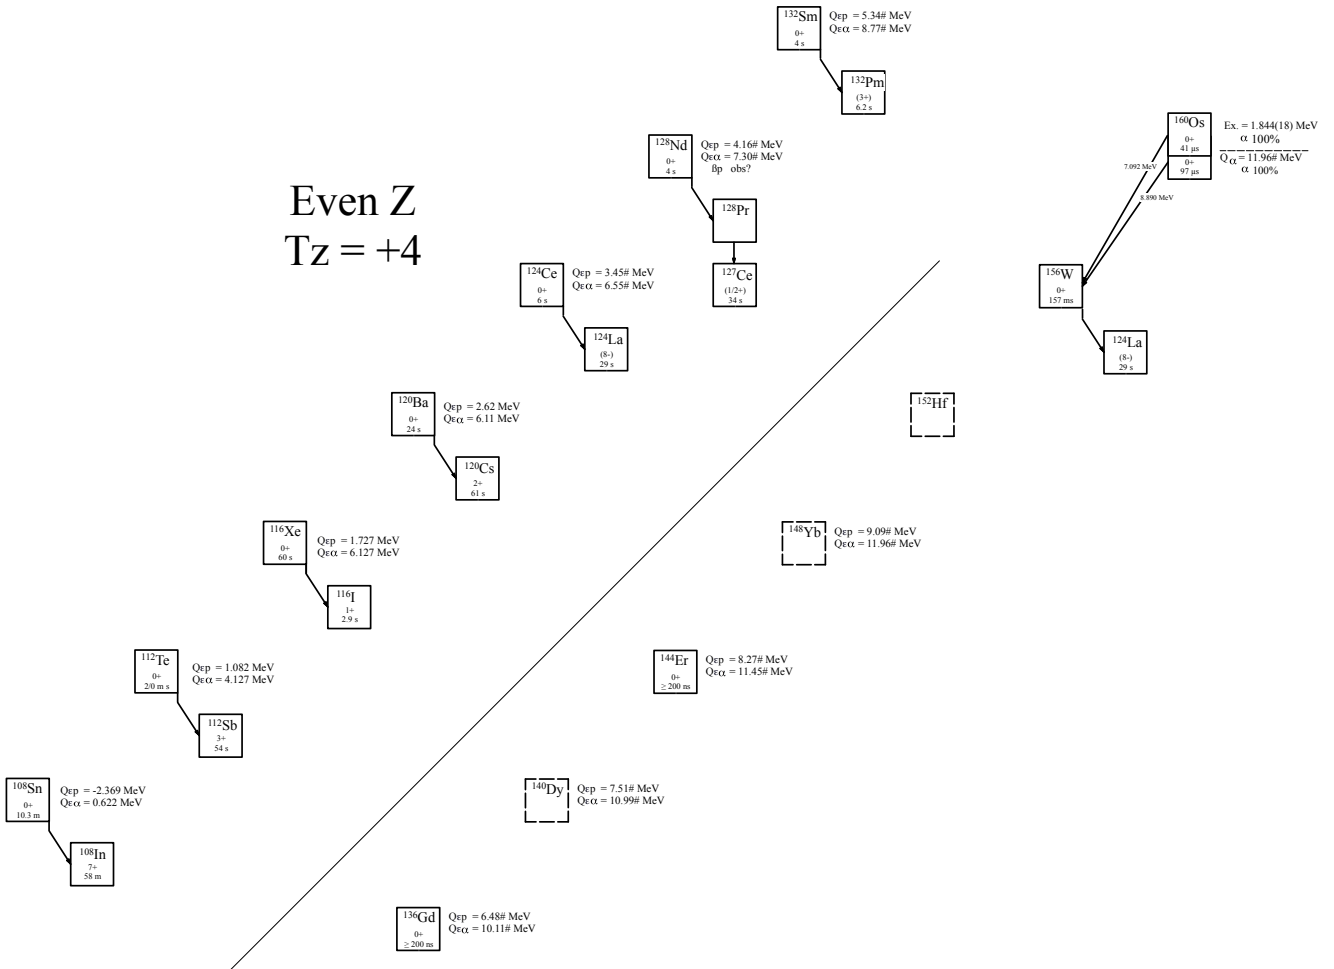 132Sm
0+
4 s
Qεp = 5.34# MeV
Qεα = 8.77# MeV
132Pm
(3+)
6.2 s
160Os
0+
41 μs
0+
97 μs
Ex. = 1.844(18) MeV
α 100%
Qα = 11.96# MeV
α 100%
7.092 MeV
8.890 MeV
128Nd
0+
4 s
Qεp = 4.16# MeV
Qεα = 7.30# MeV
βp obs?
128Pr
Even Z
Tz = +4
127Ce
(1/2+)
34 s
124Ce
0+
6 s
Qεp = 3.45# MeV
Qεα = 6.55# MeV
124La
(8-)
29 s
156W
0+
157 ms
124La
(8-)
29 s
120Ba
0+
24 s
Qεp = 2.62 MeV
Qεα = 6.11 MeV
152Hf
120Cs
2+
61 s
116Xe
0+
60 s
Qεp = 1.727 MeV
Qεα = 6.127 MeV
148Yb
Qεp = 9.09# MeV
Qεα = 11.96# MeV
116I
1+
2.9 s
112Te
0+
2/0 m s
Qεp = 1.082 MeV
Qεα = 4.127 MeV
144Er
0+
≥ 200 ns
Qεp = 8.27# MeV
Qεα = 11.45# MeV
112Sb
3+
54 s
108Sn
0+
10.3 m
Qεp = -2.369 MeV
Qεα = 0.622 MeV
140Dy
Qεp = 7.51# MeV
Qεα = 10.99# MeV
108In
7+
58 m
136Gd
0+
≥ 200 ns
Qεp = 6.48# MeV
Qεα = 10.11# MeV